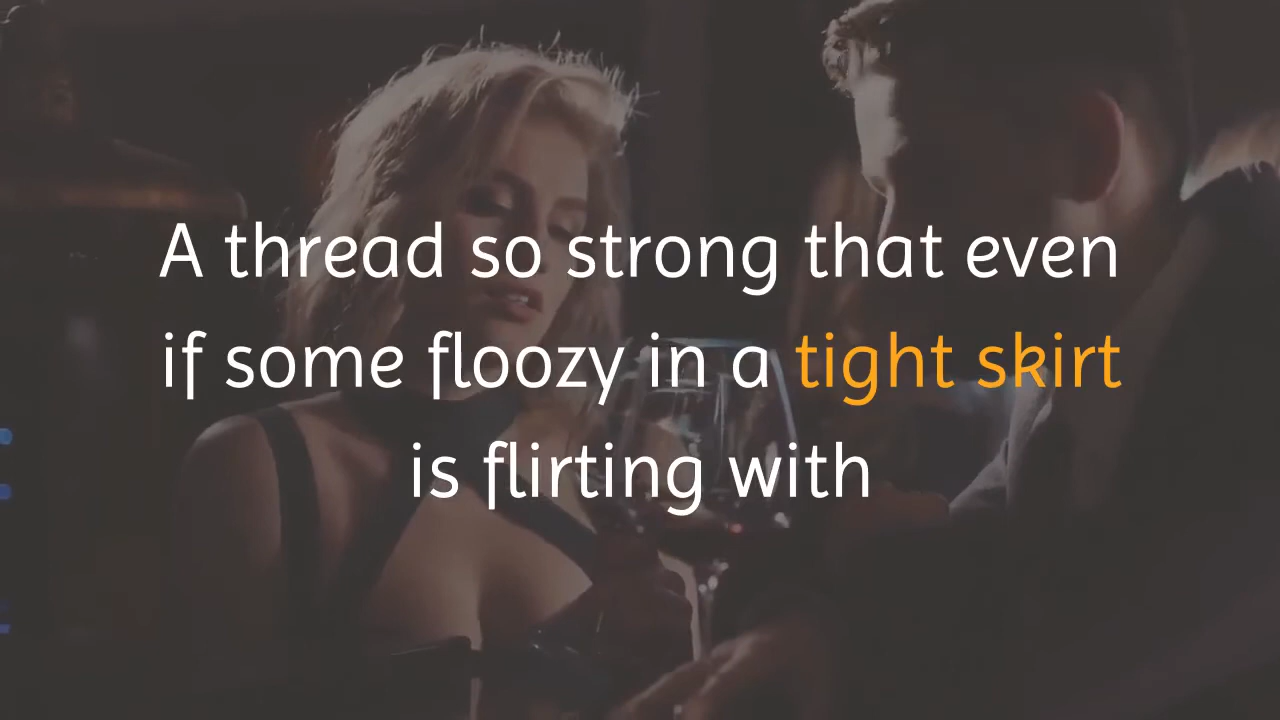 A thread so strong that even
if some floozy in a tight skirt
is flirting with